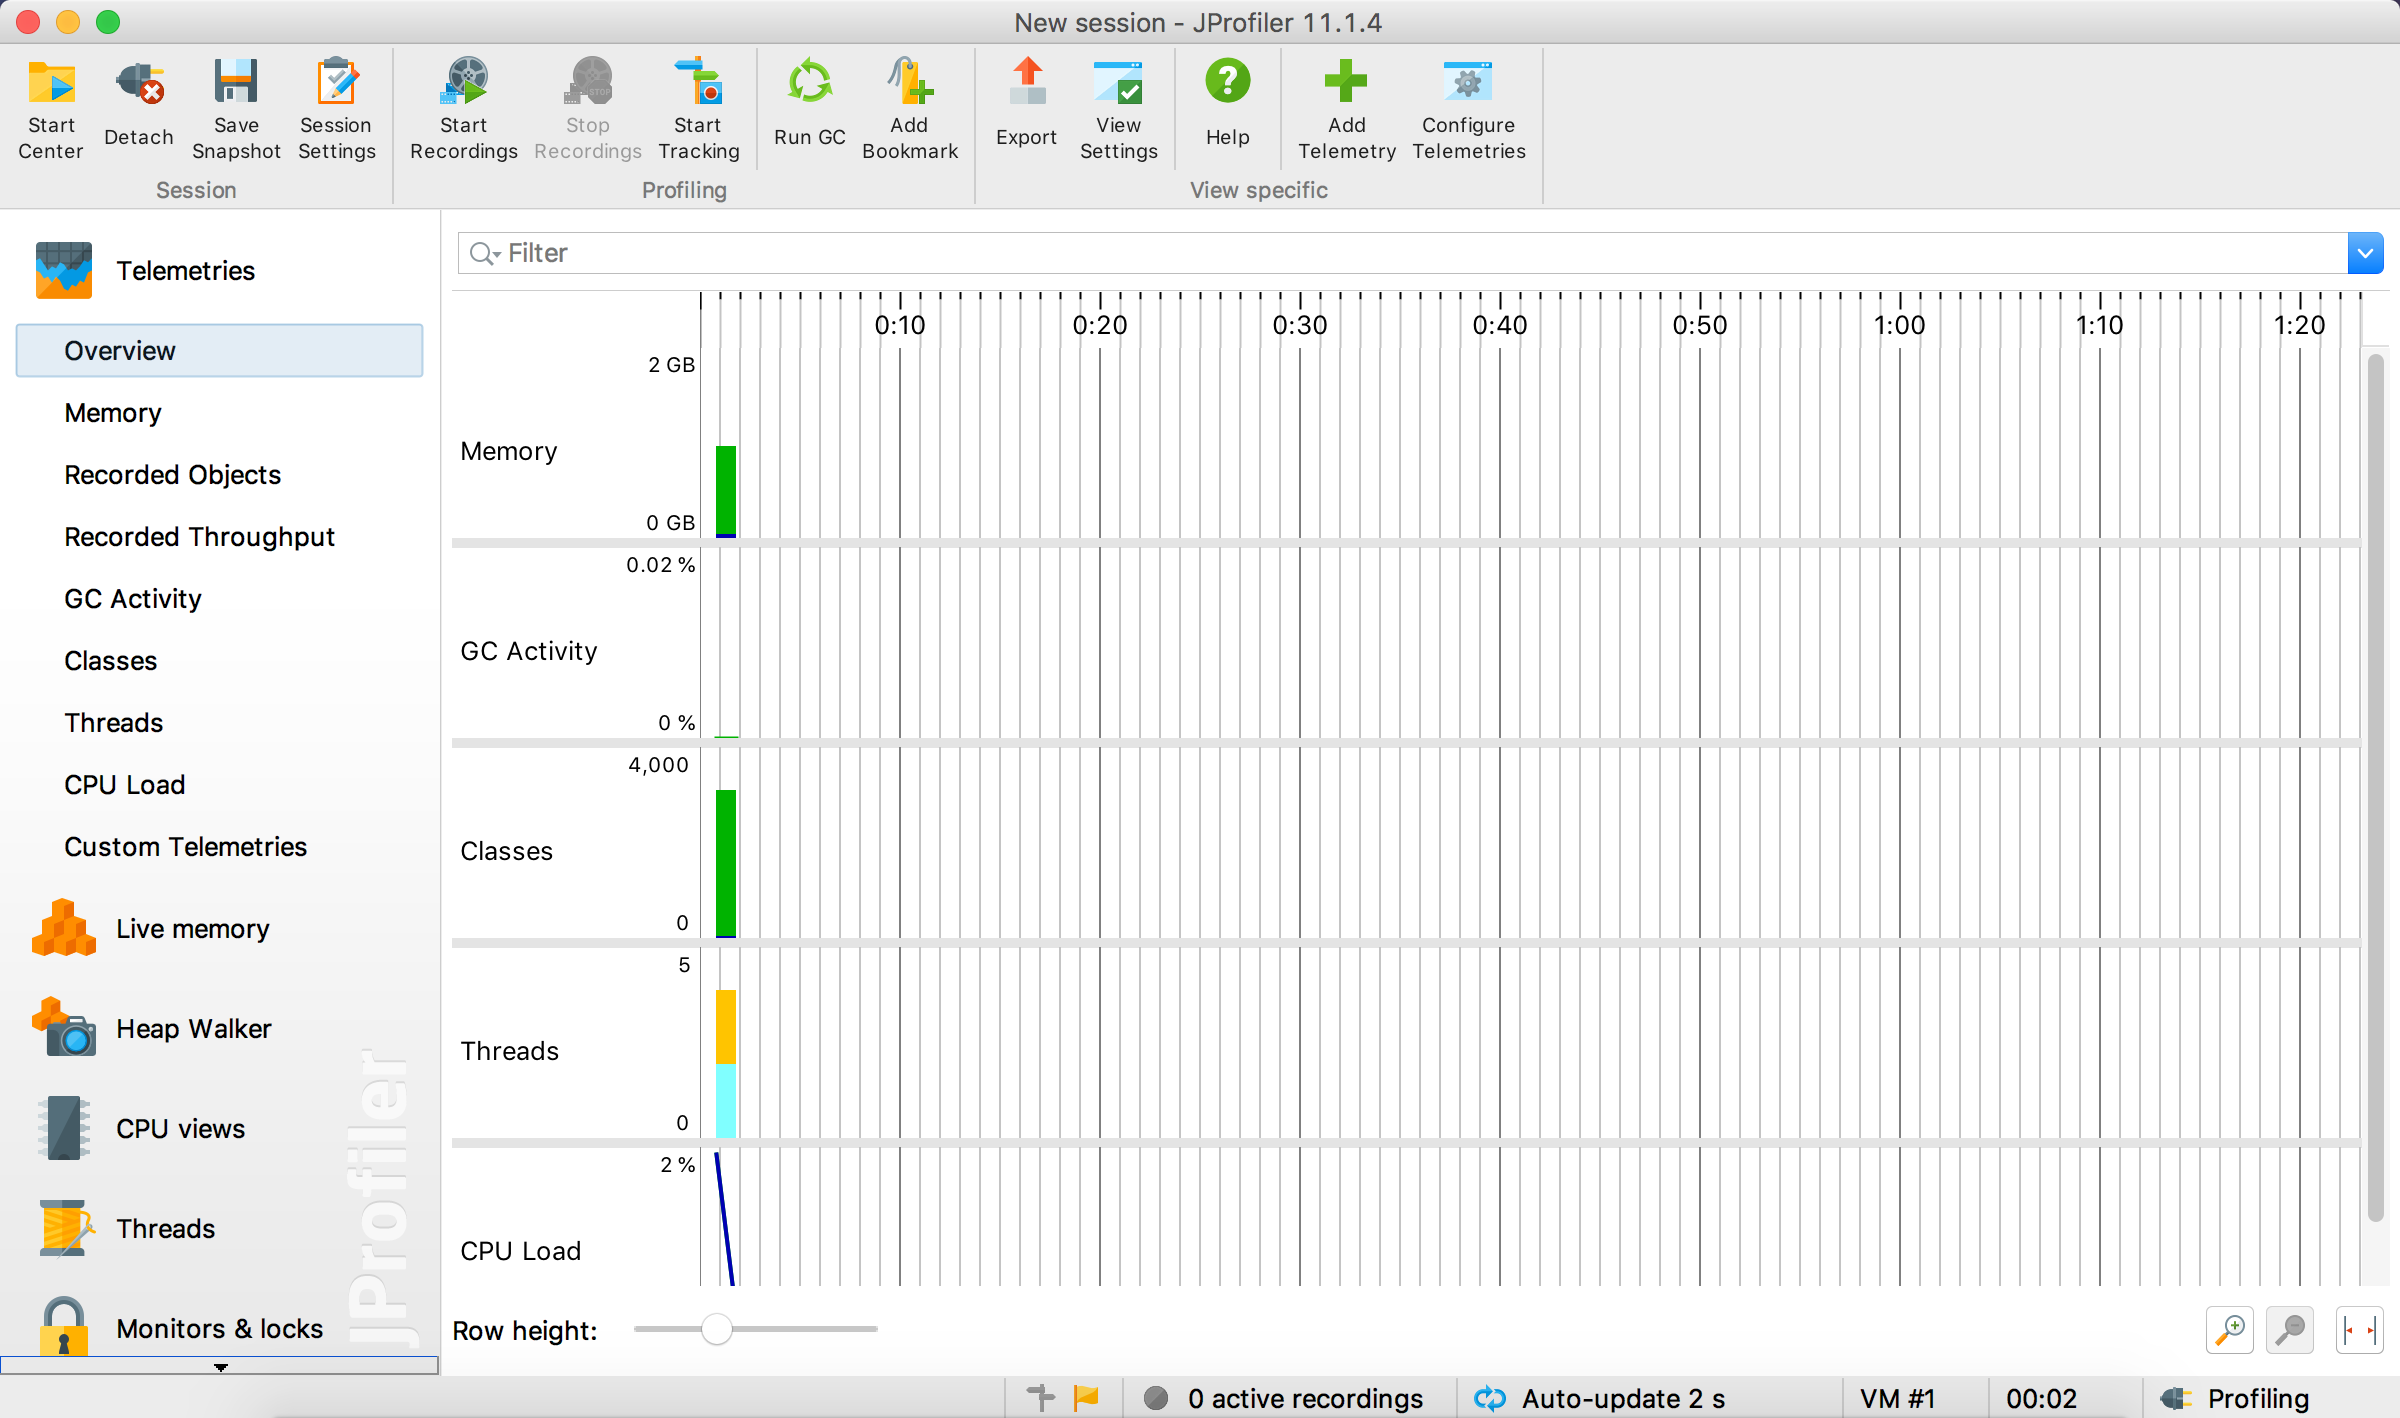 New session - JProfiler 11.1.4
Start Center
Detach
Save Snapshot
Session Settings
Start Recordings
Stop Recordings
STOP
Start Tracking
Run GC
Add Bookmark
Export
View Settings
Help
Add Telemetry
Configure Telemetries
Session
Profiling
View specific
Telemetries
Overview
Memory
Recorded Objects
Recorded Throughput
GC Activity
Classes
Threads
CPU Load
Custom Telemetries
Live memory
Heap Walker
CPU views
Threads
Monitors & locks
JProfiler
Filter
0:10 0:20 0:30 0:40 0:50 1:00 1:10 1:20
2 GB
Memory
0 GB
0.02 %
GC Activity
0 %
4,000
Classes
0
5
Threads
0
2 %
CPU Load
Row height:
0 active recordings
Auto-update 2 s
VM #1
00:02
Profiling